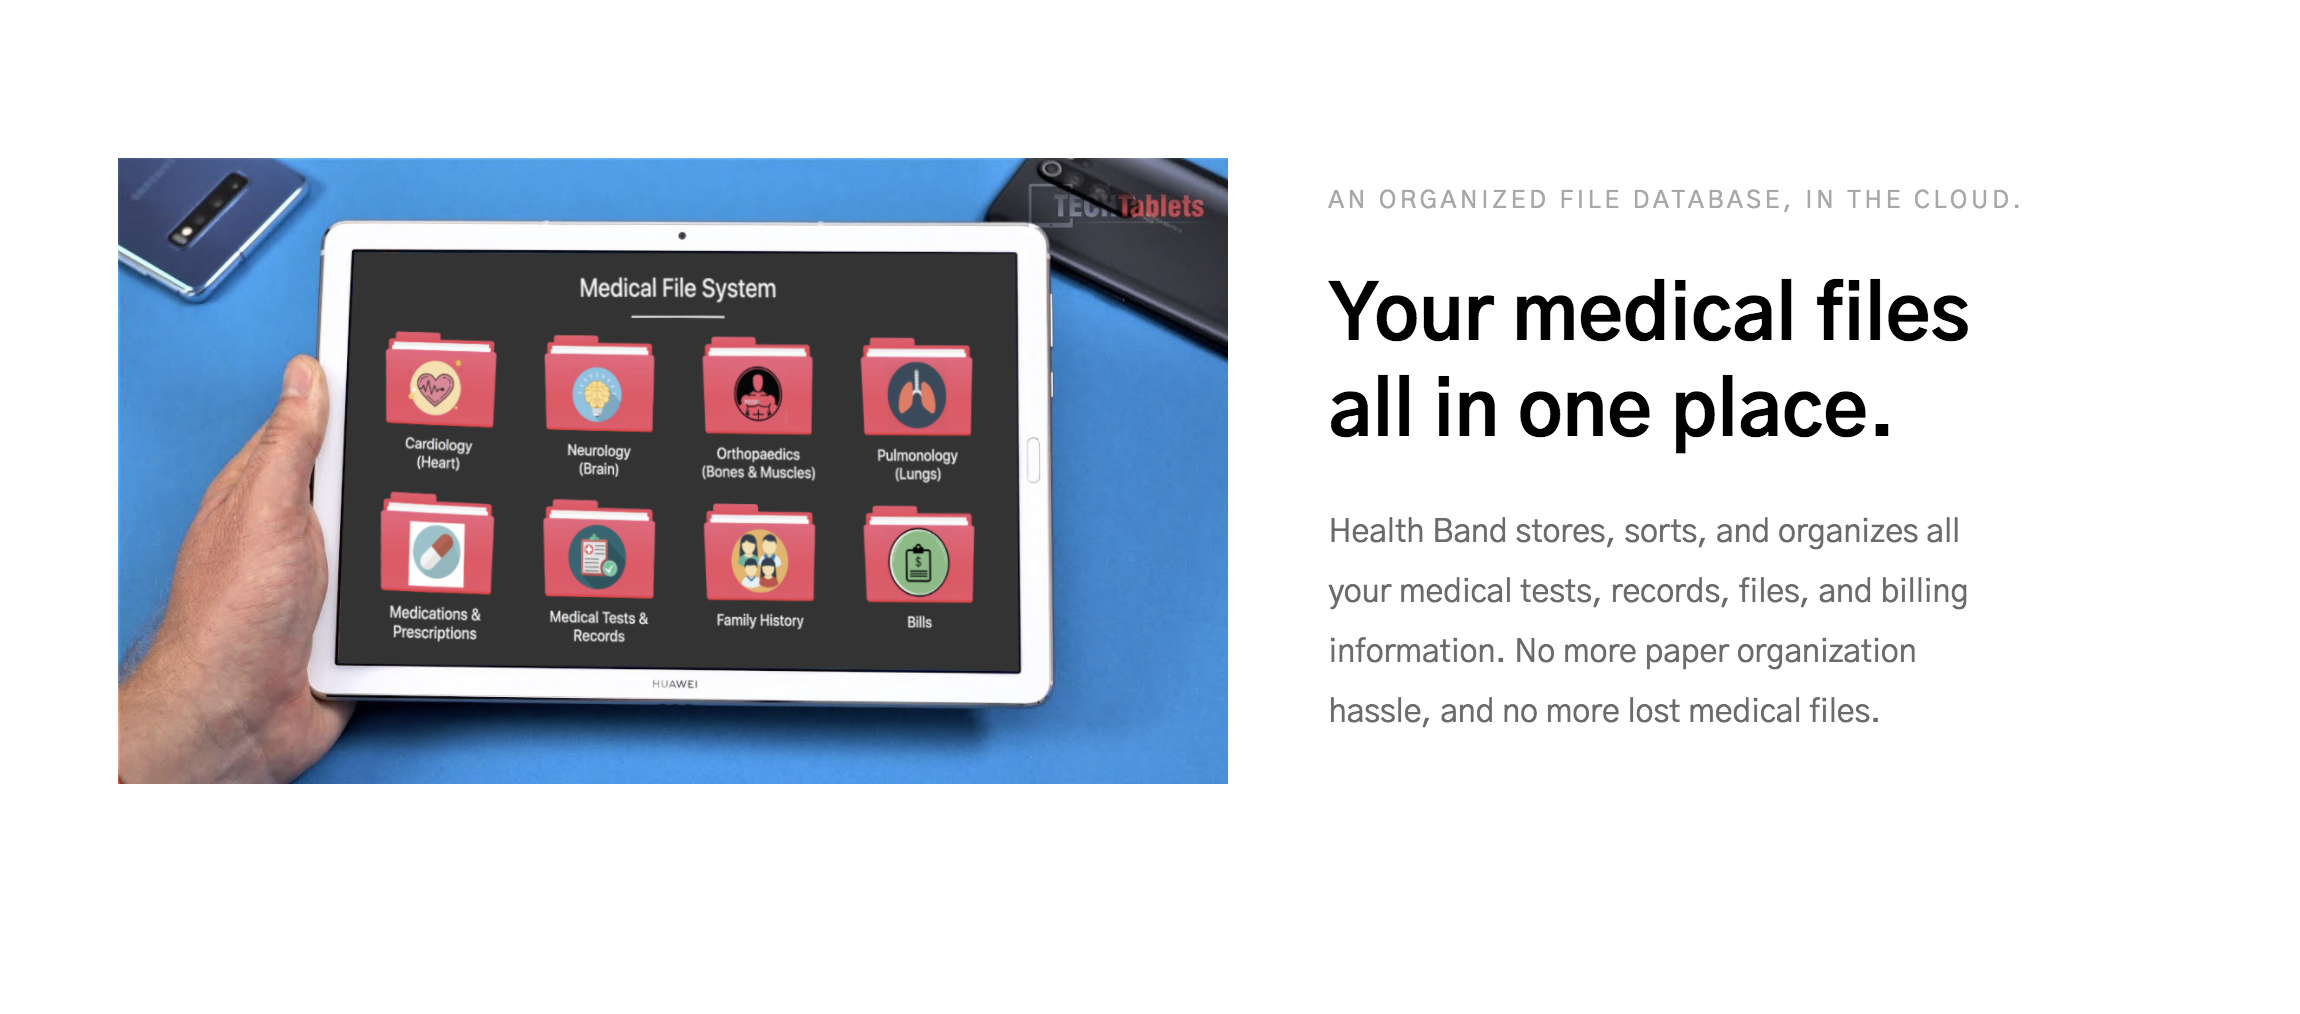 AN ORGANIZED FILE DATABASE, IN THE CLOUD.
Your medical files
all in one place.
Health Band stores, sorts, and organizes all
your medical tests, records, files, and billing
information. No more paper organization
hassle, and no more lost medical files.
SAMSUNG
TECHTablets
Medical File System
Cardiology
(Heart)
Neurology
(Brain)
Orthopaedics
(Bones & Muscles)
Pulmonology
(Lungs)
Medications &
Prescriptions
Medical Tests &
Records
Family History
Bills
$
HUAWEI